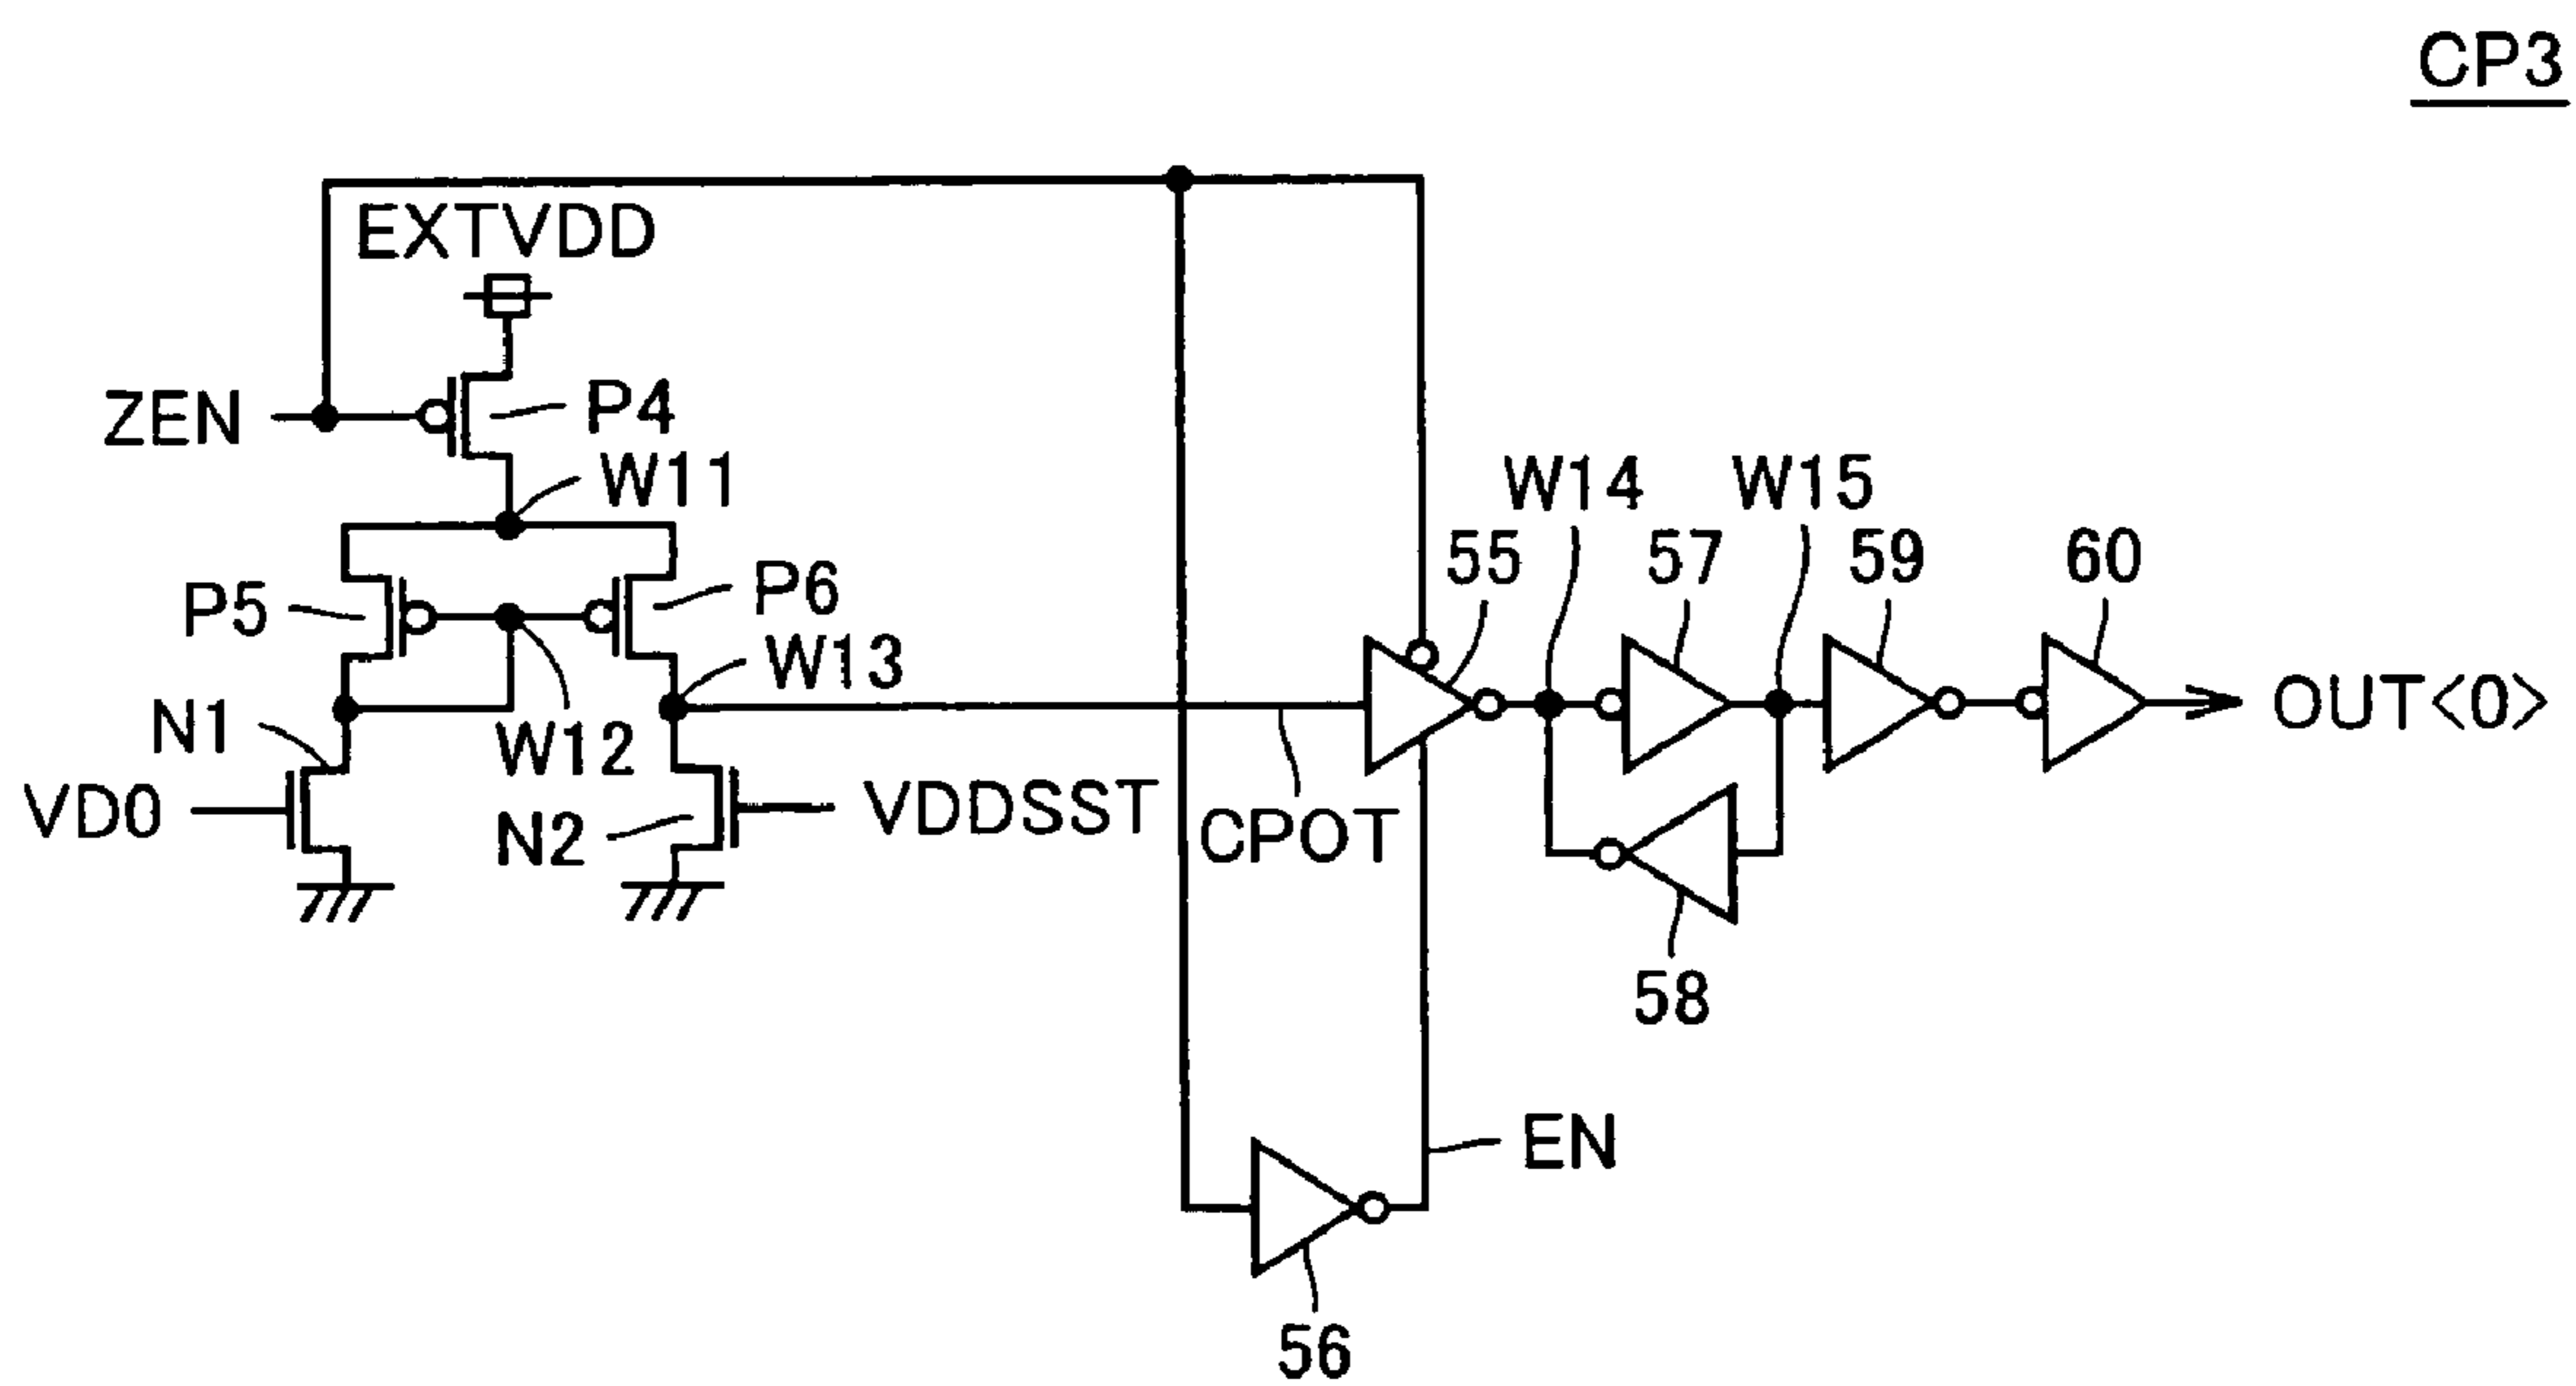 CP3
EXTVDD
ZEN
P4
W11
P5
P6
W13
N1
W12
VD0
N2
VDDSST
CPOT
55
W14
57
W15
59
60
OUT<0>
58
EN
56